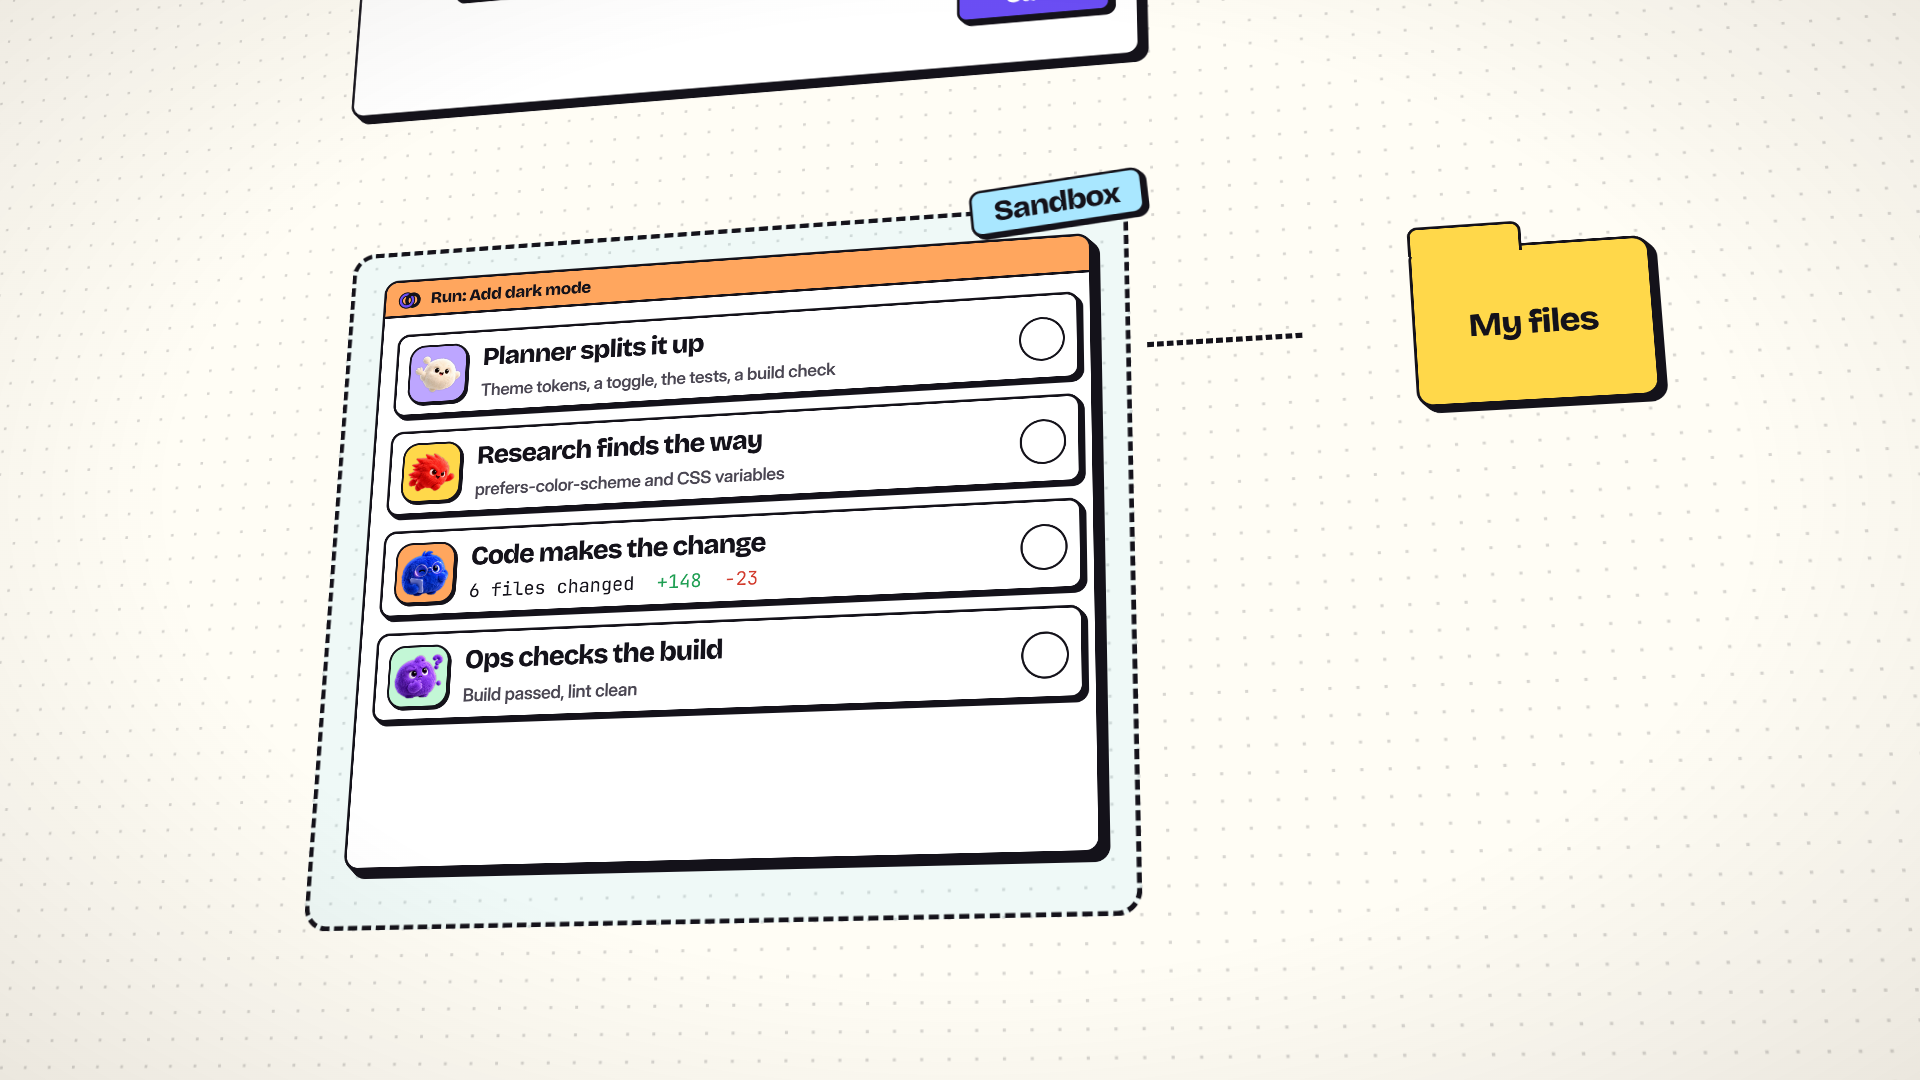 Sandbox
Run: Add dark mode
Planner splits it up
Theme tokens, a toggle, the tests, a build check
Research finds the way
prefers-color-scheme and CSS variables
Code makes the change
6 files changed +148 -23
Ops checks the build
Build passed, lint clean
My files